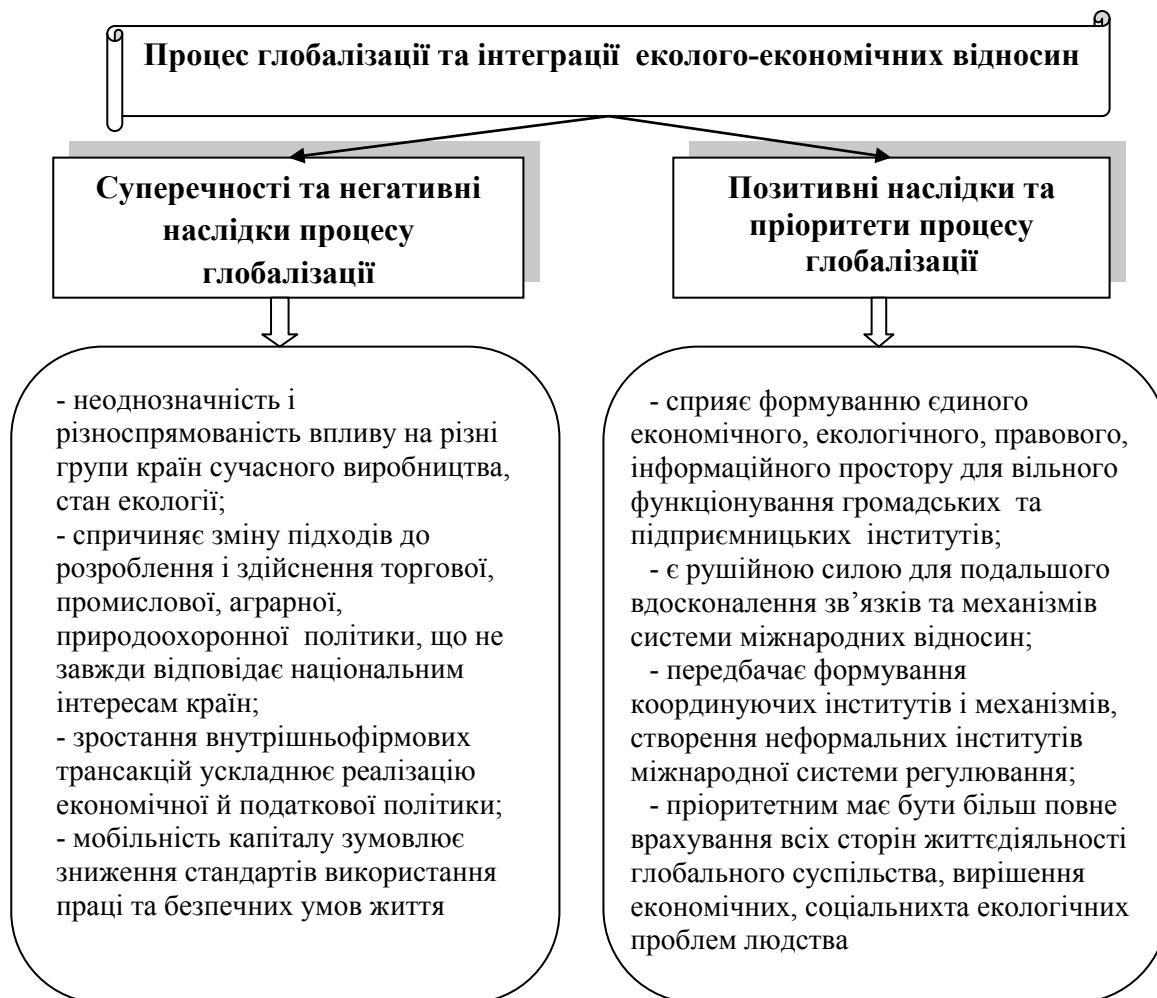 Процес глобалізації та інтеграції еколого-економічних відносин
Суперечності та негативні
наслідки процесу
глобалізації
Позитивні наслідки та
пріоритети процесу
глобалізації
- неоднозначність і
різноспрямованість впливу на різні
групи країн сучасного виробництва,
стан екології;
- спричиняє зміну підходів до
розроблення і здійснення торгової,
промислової, аграрної,
природоохоронної політики, що не
завжди відповідає національним
інтересам країн;
- зростання внутрішньофірмових
трансакцій ускладнює реалізацію
економічної й податкової політики;
- мобільність капіталу зумовлює
зниження стандартів використання
праці та безпечних умов життя
- сприяє формуванню єдиного
економічного, екологічного, правового,
інформаційного простору для вільного
функціонування громадських та
підприємницьких інститутів;
- є рушійною силою для подальшого
вдосконалення зв’язків та механізмів
системи міжнародних відносин;
- передбачає формування
координуючих інститутів і механізмів,
створення неформальних інститутів
міжнародної системи регулювання;
- пріоритетним має бути більш повне
врахування всіх сторін життєдіяльності
глобального суспільства, вирішення
економічних, соціальнихта екологічних
проблем людства